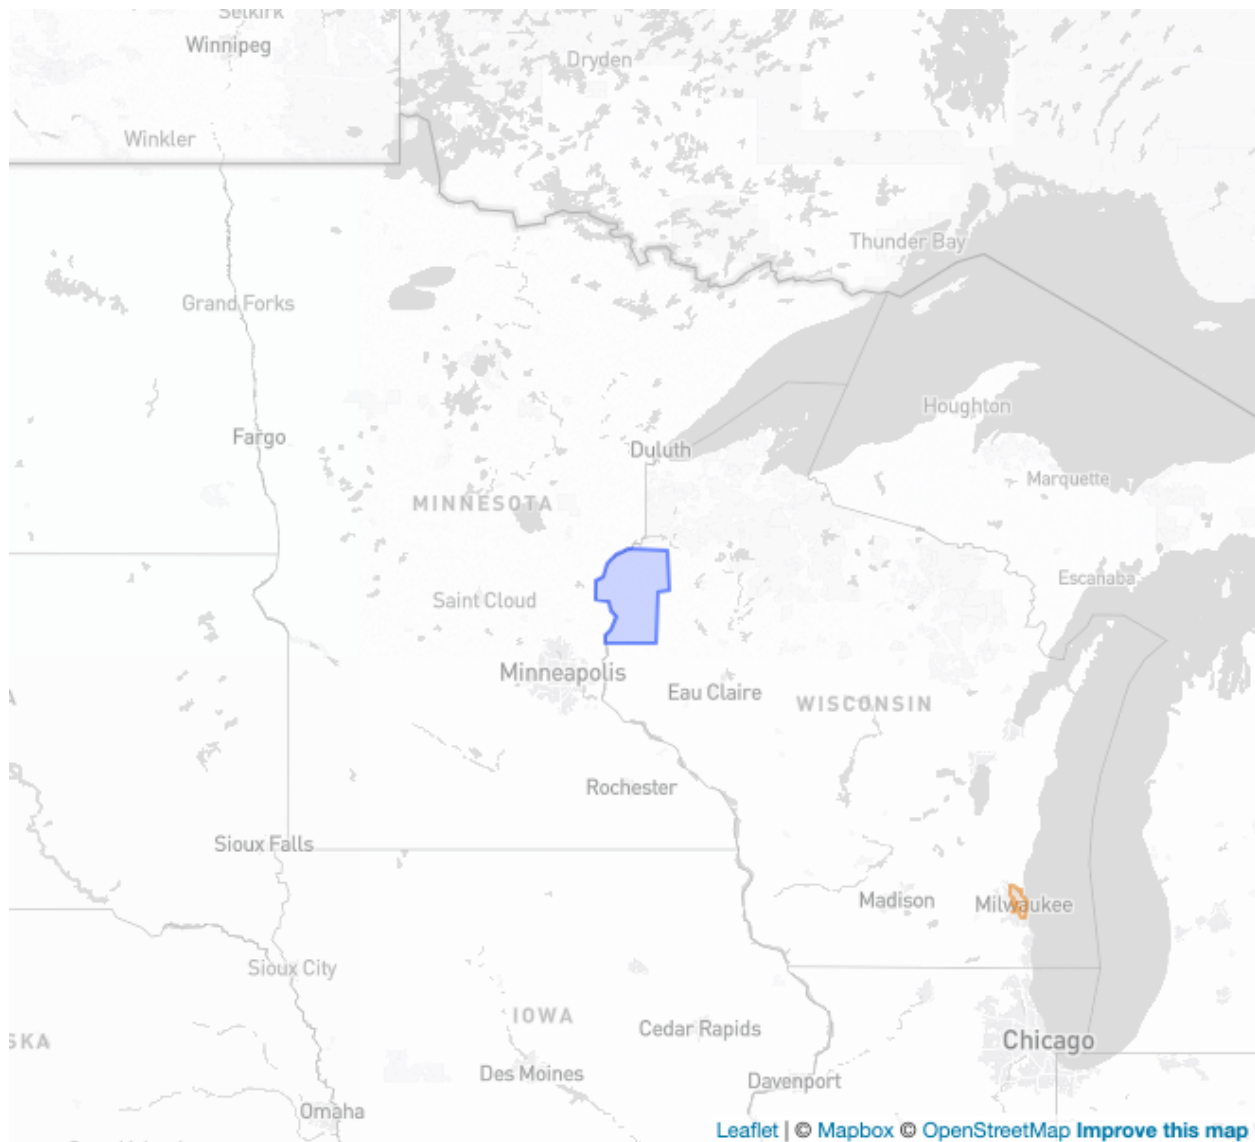 Selkirk
Winnipeg
Dryden
Winkler
Thunder Bay
Grand Forks
Houghton
Fargo
Duluth
Marquette
MINNESOTA
Escanaba
Saint Cloud
Minneapolis
Eau Claire
WISCONSIN
Rochester
Sioux Falls
Madison
Milwaukee
Sioux City
IOWA
Cedar Rapids
SKA
Chicago
Des Moines
Davenport
Omaha
Leaflet | © Mapbox © OpenStreetMap Improve this map